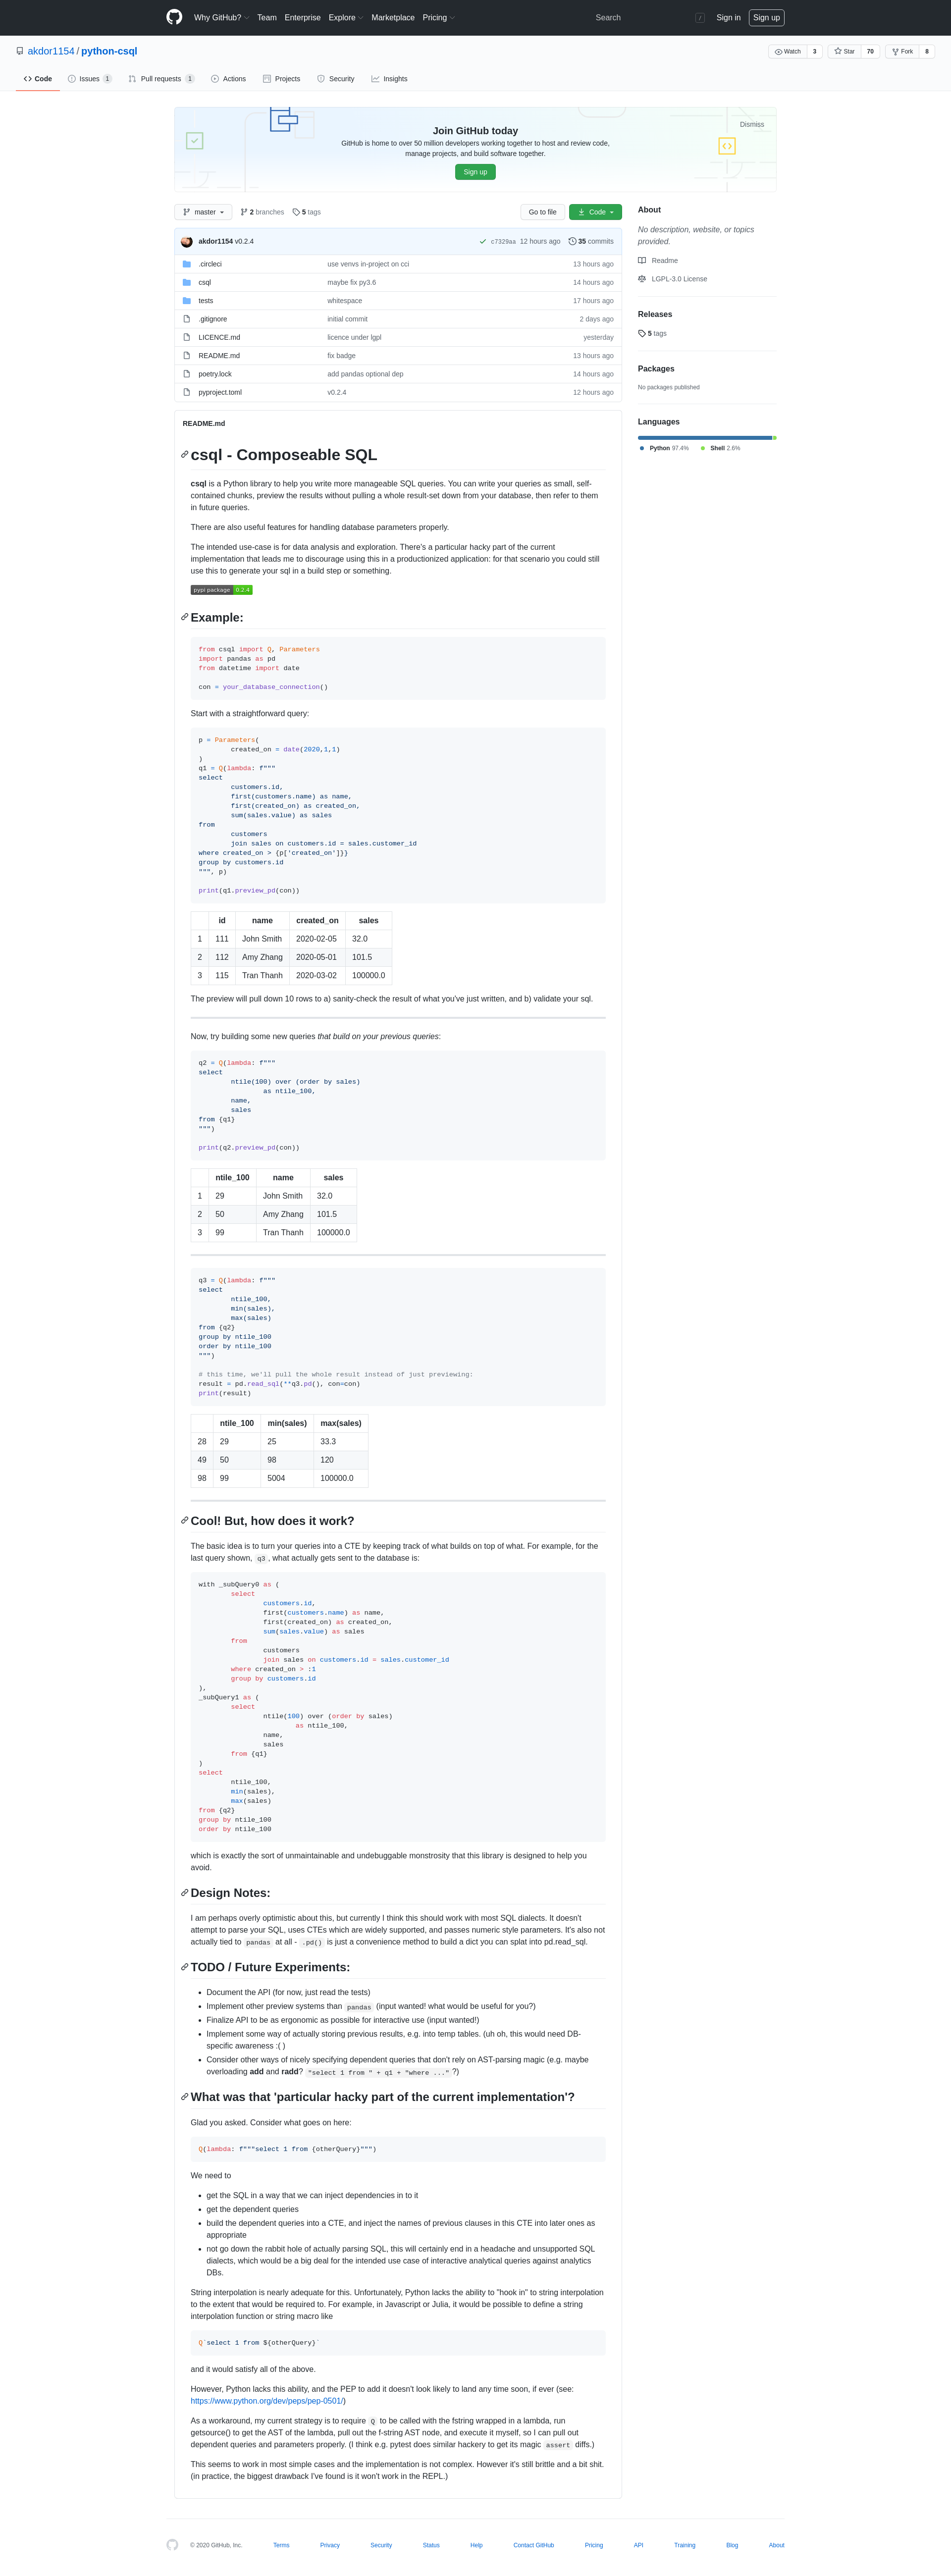 Why GitHub? Team Enterprise Explore Marketplace Pricing Search / Sign in Sign up
akdor1154 / python-csql
Watch 3 Star 70 Fork 8
Code Issues 1 Pull requests 1 Actions Projects Security Insights
Join GitHub today
Dismiss
GitHub is home to over 50 million developers working together to host and review code,
manage projects, and build software together.
Sign up
master 2 branches 5 tags Go to file Code
akdor1154 v0.2.4 c7329aa 12 hours ago 35 commits
.circleci use venvs in-project on cci 13 hours ago
csql maybe fix py3.6 14 hours ago
tests whitespace 17 hours ago
.gitignore initial commit 2 days ago
LICENCE.md licence under lgpl yesterday
README.md fix badge 13 hours ago
poetry.lock add pandas optional dep 14 hours ago
pyproject.toml v0.2.4 12 hours ago
About
No description, website, or topics
provided.
Readme
LGPL-3.0 License
Releases
5 tags
Packages
No packages published
Languages
Python 97.4% Shell 2.6%
README.md
csql - Composeable SQL
csql is a Python library to help you write more manageable SQL queries. You can write your queries as small, self-
contained chunks, preview the results without pulling a whole result-set down from your database, then refer to them
in future queries.
There are also useful features for handling database parameters properly.
The intended use-case is for data analysis and exploration. There's a particular hacky part of the current
implementation that leads me to discourage using this in a productionized application: for that scenario you could still
use this to generate your sql in a build step or something.
pypi package 0.2.4
Example:
from csql import Q, Parameters
import pandas as pd
from datetime import date
con = your_database_connection()
Start with a straightforward query:
p = Parameters(
created_on = date(2020,1,1)
)
q1 = Q(lambda: f"""
select
customers.id,
first(customers.name) as name,
first(created_on) as created_on,
sum(sales.value) as sales
from
customers
join sales on customers.id = sales.customer_id
where created_on > {p['created_on']}}
group by customers.id
""", p)
print(q1.preview_pd(con))
id name created_on sales
1 111 John Smith 2020-02-05 32.0
2 112 Amy Zhang 2020-05-01 101.5
3 115 Tran Thanh 2020-03-02 100000.0
The preview will pull down 10 rows to a) sanity-check the result of what you've just written, and b) validate your sql.
Now, try building some new queries that build on your previous queries:
q2 = Q(lambda: f"""
select
ntile(100) over (order by sales)
as ntile_100,
name,
sales
from {q1}
""")
print(q2.preview_pd(con))
ntile_100 name sales
1 29 John Smith 32.0
2 50 Amy Zhang 101.5
3 99 Tran Thanh 100000.0
q3 = Q(lambda: f"""
select
ntile_100,
min(sales),
max(sales)
from {q2}
group by ntile_100
order by ntile_100
""")
# this time, we'll pull the whole result instead of just previewing:
result = pd.read_sql(**q3.pd(), con=con)
print(result)
ntile_100 min(sales) max(sales)
28 29 25 33.3
49 50 98 120
98 99 5004 100000.0
Cool! But, how does it work?
The basic idea is to turn your queries into a CTE by keeping track of what builds on top of what. For example, for the
last query shown, q3 , what actually gets sent to the database is:
with _subQuery0 as (
select
customers.id,
first(customers.name) as name,
first(created_on) as created_on,
sum(sales.value) as sales
from
customers
join sales on customers.id = sales.customer_id
where created_on > :1
group by customers.id
),
_subQuery1 as (
select
ntile(100) over (order by sales)
as ntile_100,
name,
sales
from {q1}
)
select
ntile_100,
min(sales),
max(sales)
from {q2}
group by ntile_100
order by ntile_100
which is exactly the sort of unmaintainable and undebuggable monstrosity that this library is designed to help you
avoid.
Design Notes:
I am perhaps overly optimistic about this, but currently I think this should work with most SQL dialects. It doesn't
attempt to parse your SQL, uses CTEs which are widely supported, and passes numeric style parameters. It's also not
actually tied to pandas at all - .pd() is just a convenience method to build a dict you can splat into pd.read_sql.
TODO / Future Experiments:
Document the API (for now, just read the tests)
Implement other preview systems than pandas (input wanted! what would be useful for you?)
Finalize API to be as ergonomic as possible for interactive use (input wanted!)
Implement some way of actually storing previous results, e.g. into temp tables. (uh oh, this would need DB-
specific awareness :( )
Consider other ways of nicely specifying dependent queries that don't rely on AST-parsing magic (e.g. maybe
overloading add and radd? "select 1 from " + q1 + "where ..." ?)
What was that 'particular hacky part of the current implementation'?
Glad you asked. Consider what goes on here:
Q(lambda: f"""select 1 from {otherQuery}""")
We need to
get the SQL in a way that we can inject dependencies in to it
get the dependent queries
build the dependent queries into a CTE, and inject the names of previous clauses in this CTE into later ones as
appropriate
not go down the rabbit hole of actually parsing SQL, this will certainly end in a headache and unsupported SQL
dialects, which would be a big deal for the intended use case of interactive analytical queries against analytics
DBs.
String interpolation is nearly adequate for this. Unfortunately, Python lacks the ability to "hook in" to string interpolation
to the extent that would be required to. For example, in Javascript or Julia, it would be possible to define a string
interpolation function or string macro like
Q`select 1 from ${otherQuery}`
and it would satisfy all of the above.
However, Python lacks this ability, and the PEP to add it doesn't look likely to land any time soon, if ever (see:
https://www.python.org/dev/peps/pep-0501/)
As a workaround, my current strategy is to require Q to be called with the fstring wrapped in a lambda, run
getsource() to get the AST of the lambda, pull out the f-string AST node, and execute it myself, so I can pull out
dependent queries and parameters properly. (I think e.g. pytest does similar hackery to get its magic assert diffs.)
This seems to work in most simple cases and the implementation is not complex. However it's still brittle and a bit shit.
(in practice, the biggest drawback I've found is it won't work in the REPL.)
© 2020 GitHub, Inc. Terms Privacy Security Status Help Contact GitHub Pricing API Training Blog About